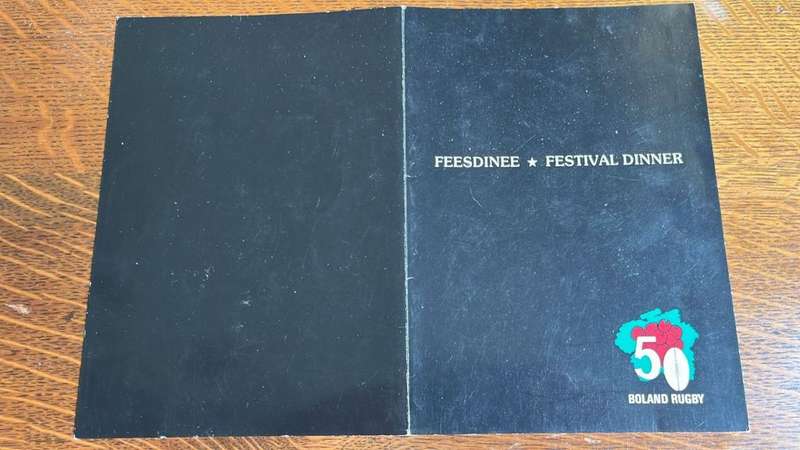 FEESDINEE ★ FESTIVAL DINNER
50
BOLAND RUGBY